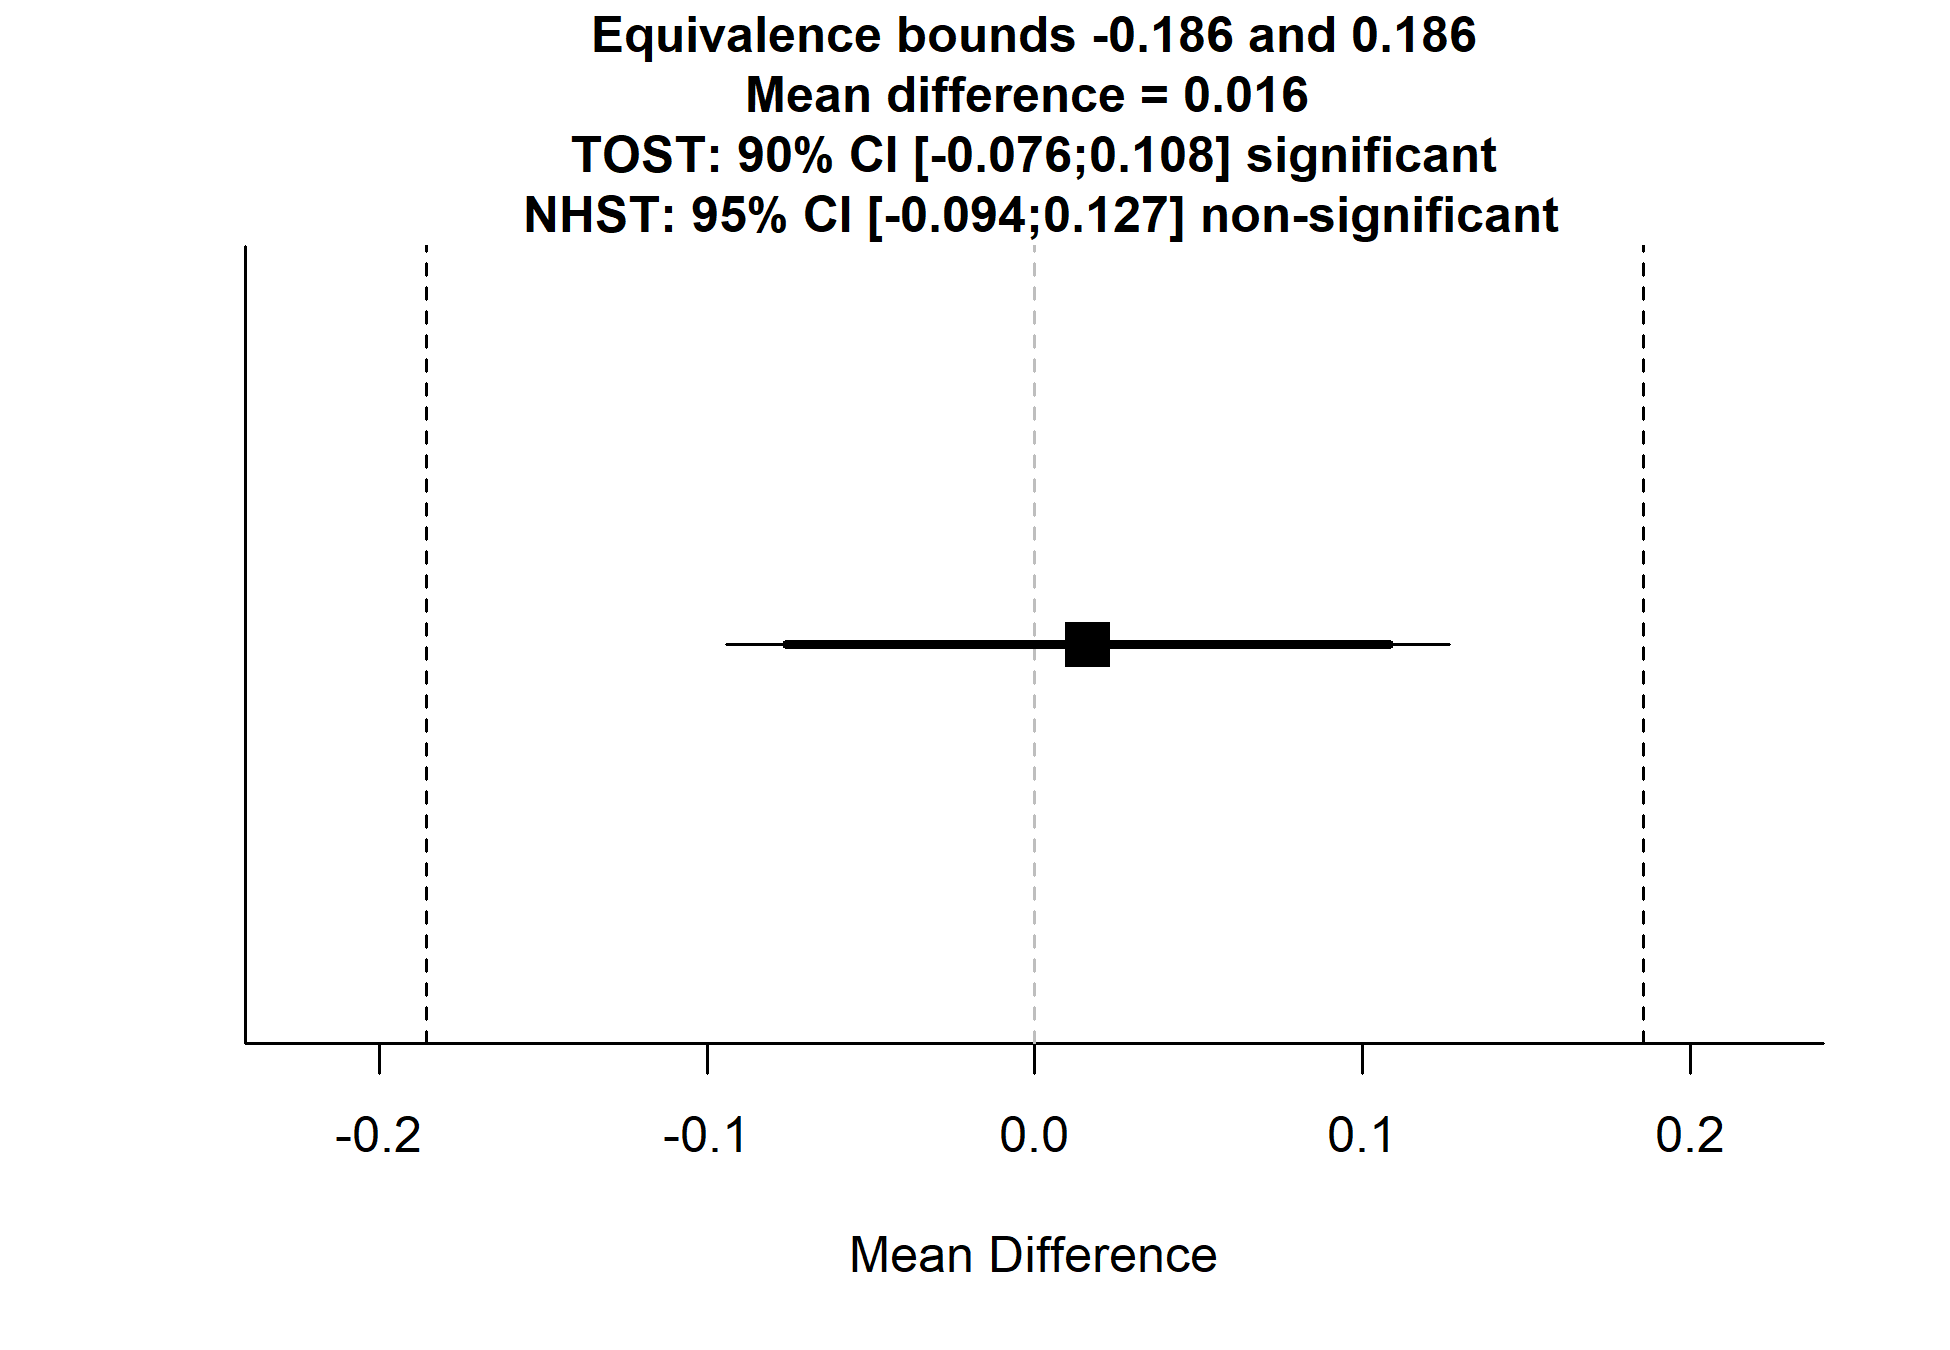 Equivalence bounds -0.186 and 0.186
Mean difference = 0.016
TOST: 90% CI [-0.076;0.108] significant
NHST: 95% CI [-0.094;0.127] non-significant
-0.2 -0.1 0.0 0.1 0.2
Mean Difference